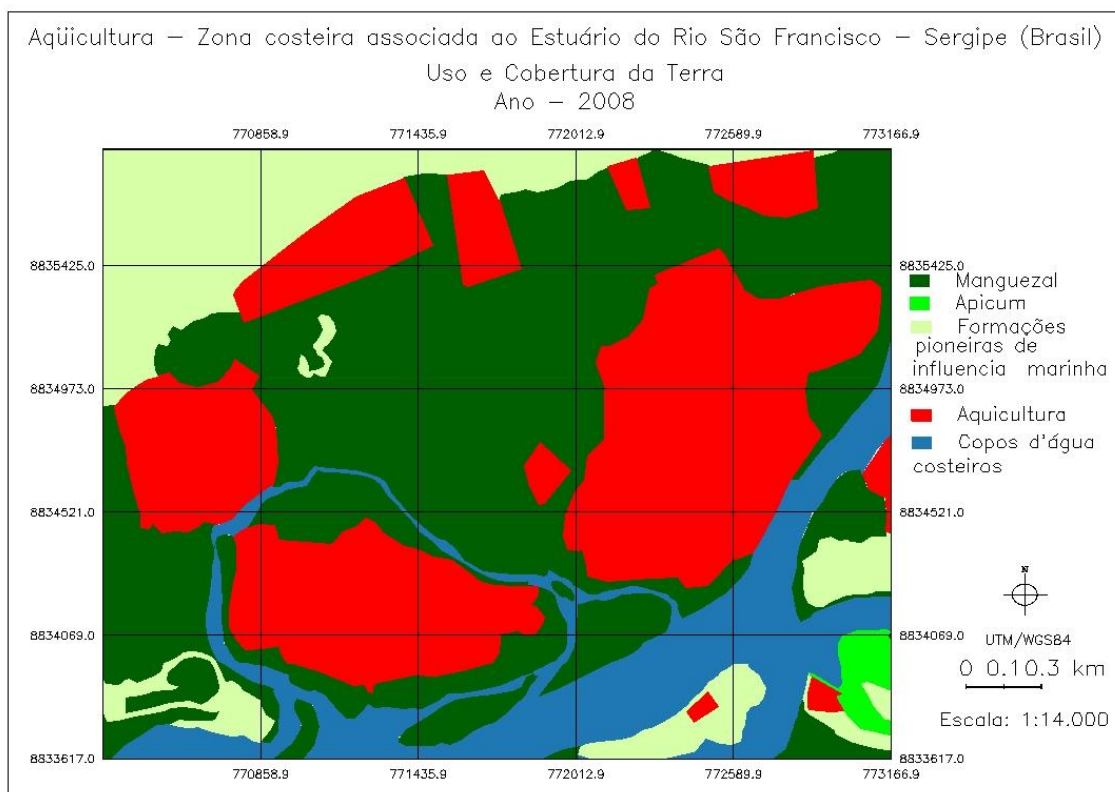 Aqüicultura – Zona costeira associada ao Estuário do Rio São Francisco – Sergipe (Brasil)
Uso e Cobertura da Terra
Ano – 2008
770858.9 771435.9 772012.9 772589.9 773166.9
8835425.0 8835425.0
Manguezal
Apicum
Formações
pioneiras de
influencia marinha
8834973.0 8834973.0
Aquicultura
Copos d'água
costeiras
8834521.0 8834521.0
N
8834069.0 8834069.0
UTM/WGS84
0 0.10.3 km
Escala: 1:14.000
8833617.0 8833617.0
770858.9 771435.9 772012.9 772589.9 773166.9